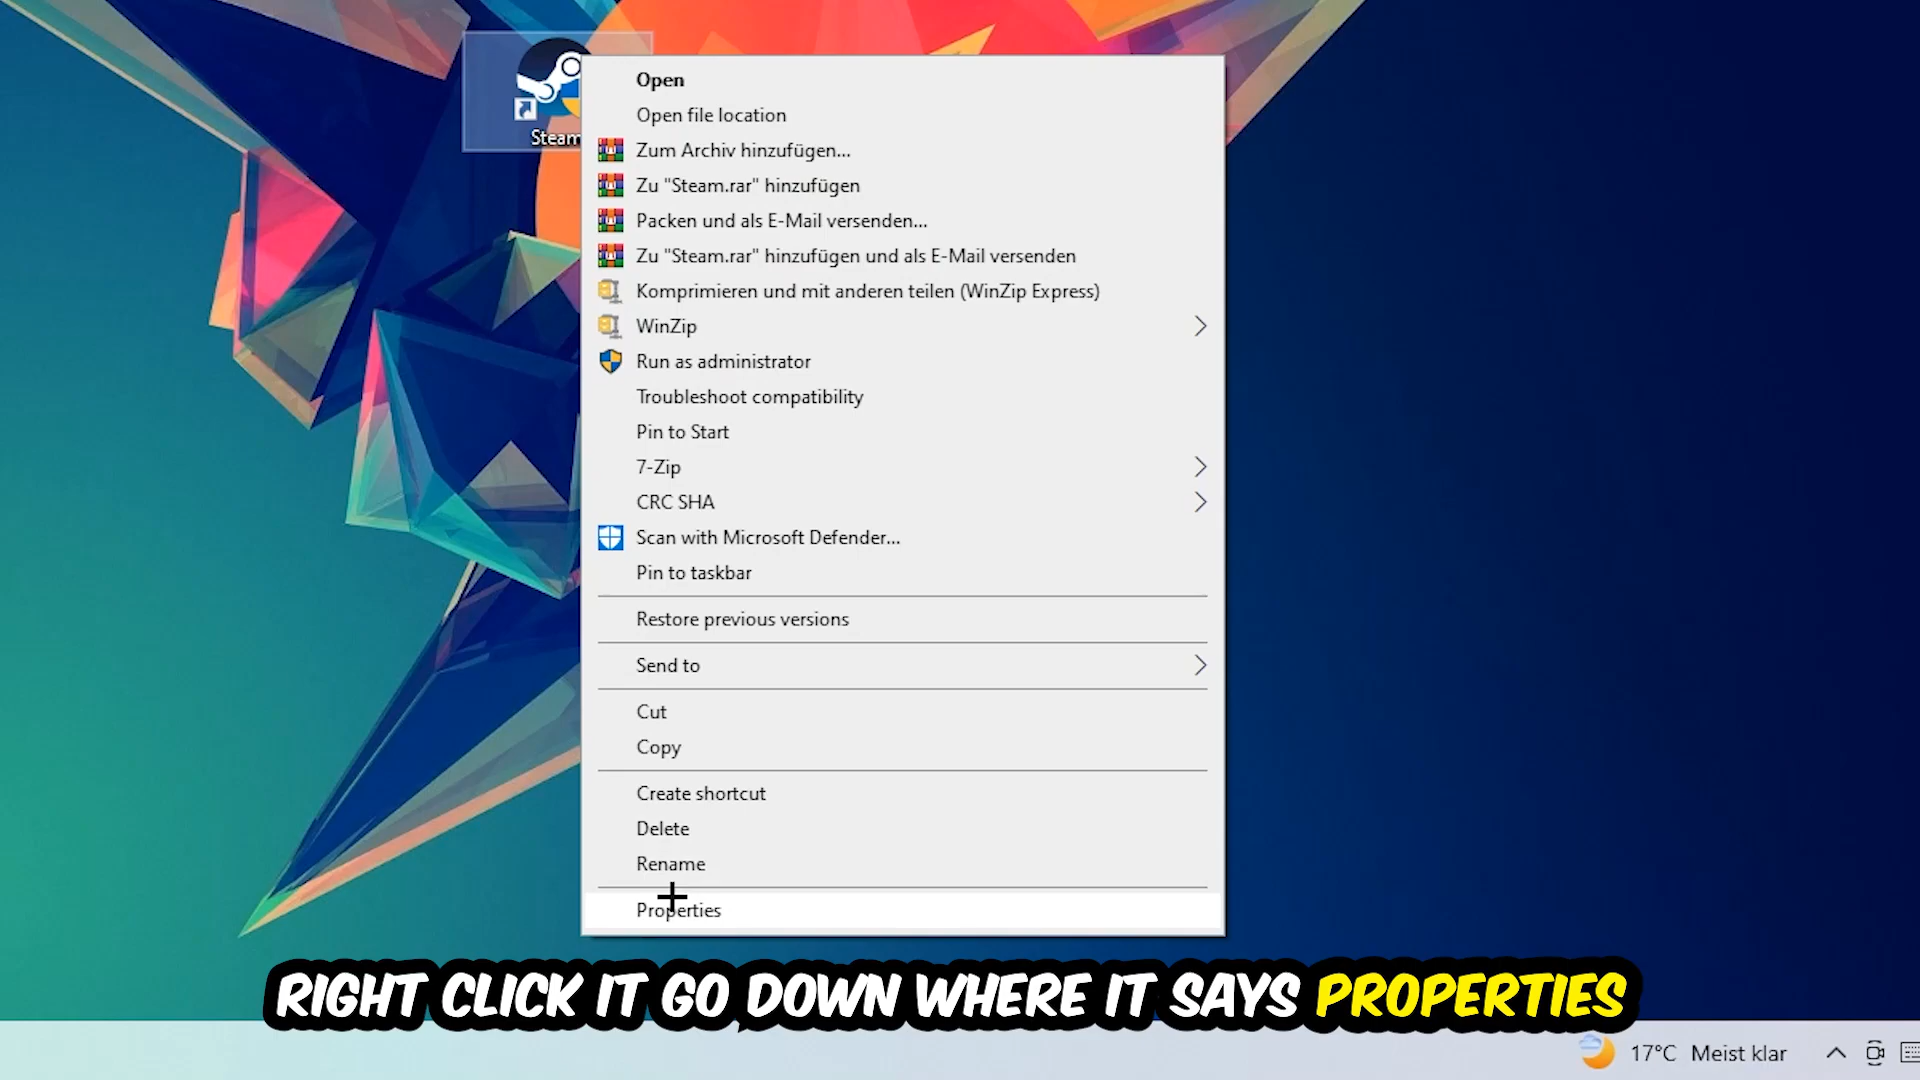 Steam
Open
Open file location
Zum Archiv hinzufügen...
Zu "Steam.rar" hinzufügen
Packen und als E-Mail versenden...
Zu "Steam.rar" hinzufügen und als E-Mail versenden
Komprimieren und mit anderen teilen (WinZip Express)
WinZip
Run as administrator
Troubleshoot compatibility
Pin to Start
7-Zip
CRC SHA
Scan with Microsoft Defender...
Pin to taskbar
Restore previous versions
Send to
Cut
Copy
Create shortcut
Delete
Rename
Properties
RIGHT CLICK IT GO DOWN WHERE IT SAYS PROPERTIES
17°C Meist klar